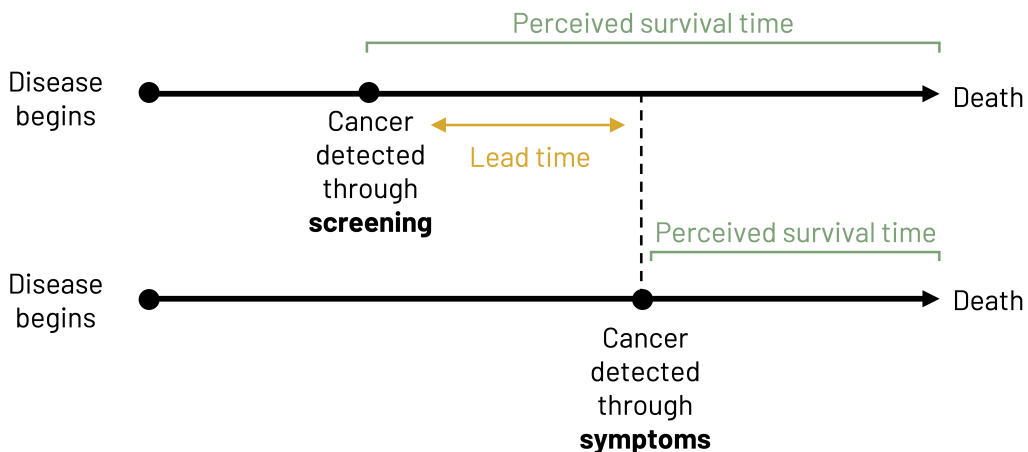 Perceived survival time
Disease
begins
Death
Cancer
detected
through
screening
Lead time
Perceived survival time
Disease
begins
Death
Cancer
detected
through
symptoms